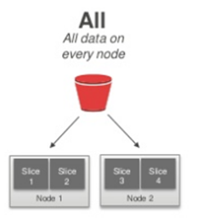 All
All data on
every node
Slice Slice Slice Slice
1 2 3 4
Node 1 Node 2